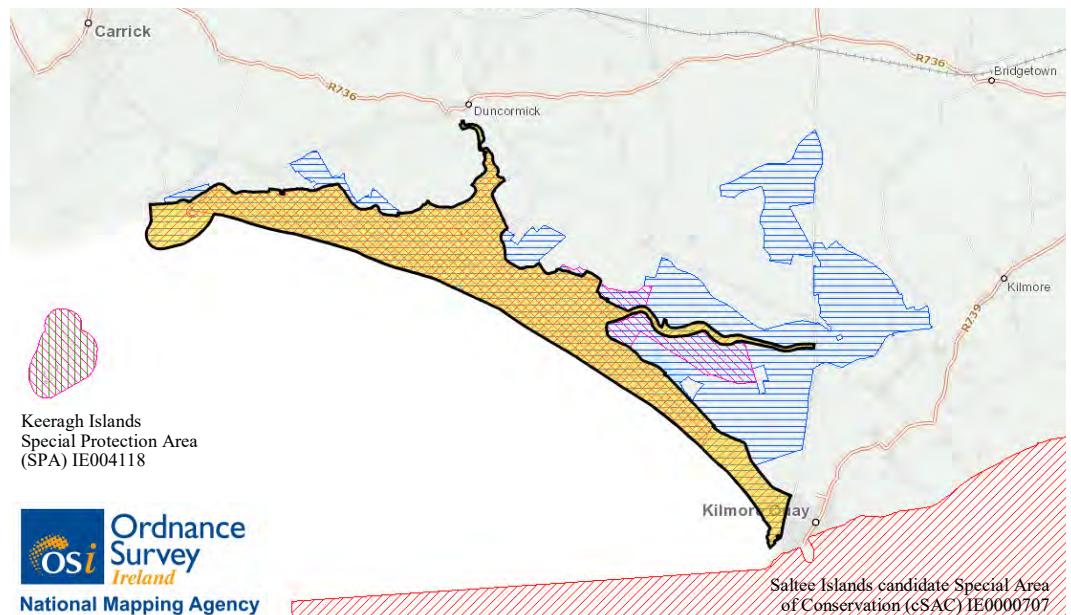 Carrick
Duncormick
R736
R736
Bridgetown
Kilmore
R739
Keeragh Islands
Special Protection Area
(SPA) IE004118
Kilmore Quay
osi Ordnance
Survey
Ireland
National Mapping Agency
Saltee Islands candidate Special Area
of Conservation (cSAC) IE0000707